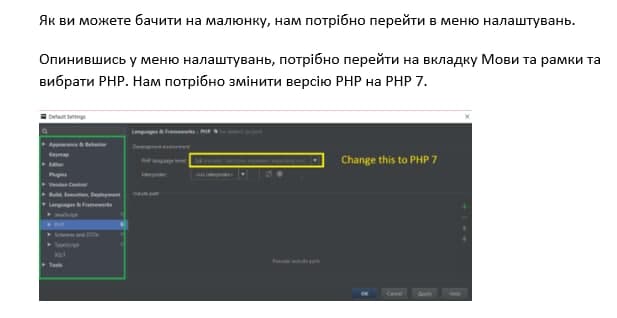 Як ви можете бачити на малюнку, нам потрібно перейти в меню налаштувань.
Опинившись у меню налаштувань, потрібно перейти на вкладку Мови та рамки та
вибрати PHP. Нам потрібно змінити версію PHP на PHP 7.
Default Settings
Languages & Frameworks › PHP
Appearance & Behavior
Keymap
Editor
Plugins
Version Control
Build, Execution, Deployment
Languages & Frameworks
JavaScript
PHP
Schemas and DTDs
TypeScript
XSLT
Tools
Development environment
PHP language level:
Interpreter:
<no interpreter>
Include path
Change this to PHP 7
OK
Cancel
Apply
Help